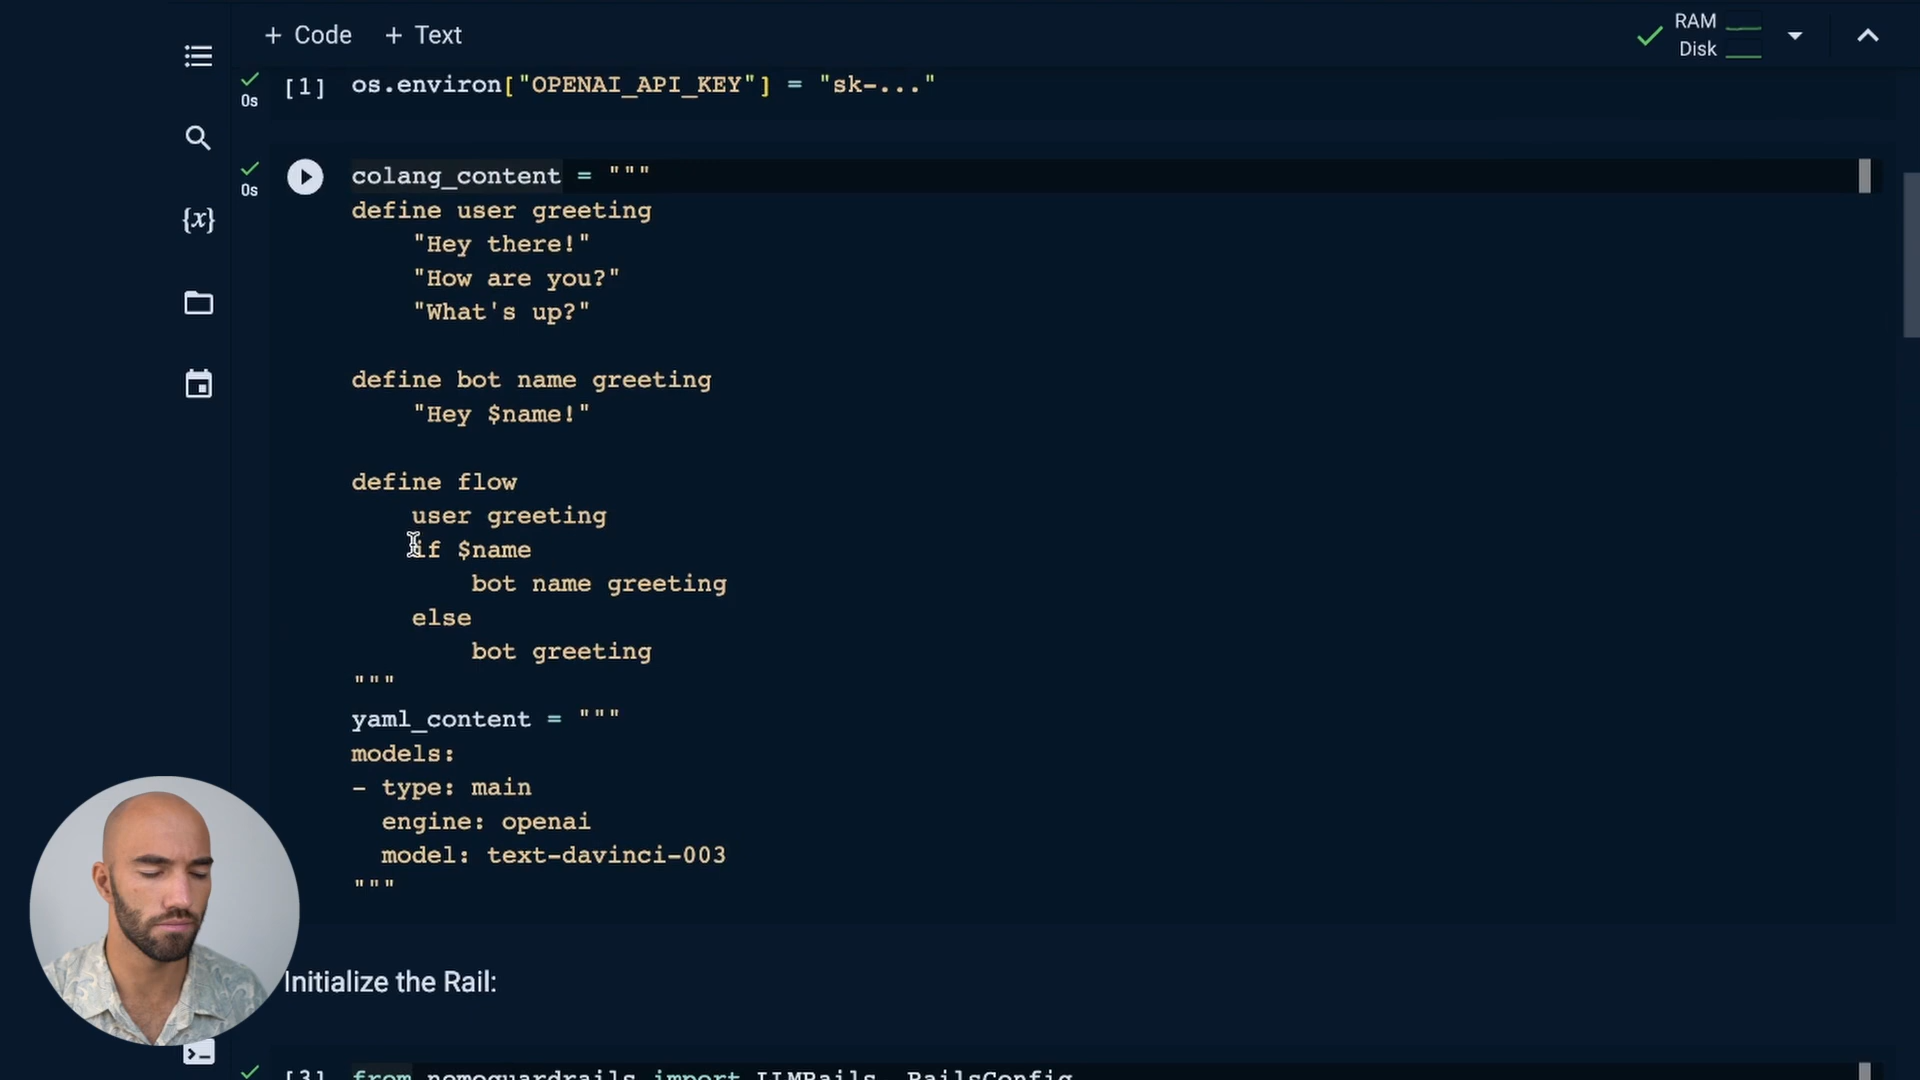 + Code + Text
RAM
Disk
0s
[1] os.environ["OPENAI_API_KEY"] = "sk-..."
0s
colang_content = """
define user greeting
"Hey there!"
"How are you?"
"What's up?"
define bot name greeting
"Hey $name!"
define flow
user greeting
if $name
bot name greeting
else
bot greeting
"""
yaml_content = """
models:
- type: main
engine: openai
model: text-davinci-003
"""
Initialize the Rail:
[3] from nemoguardrails import LLMRails, RailsConfig
{x}